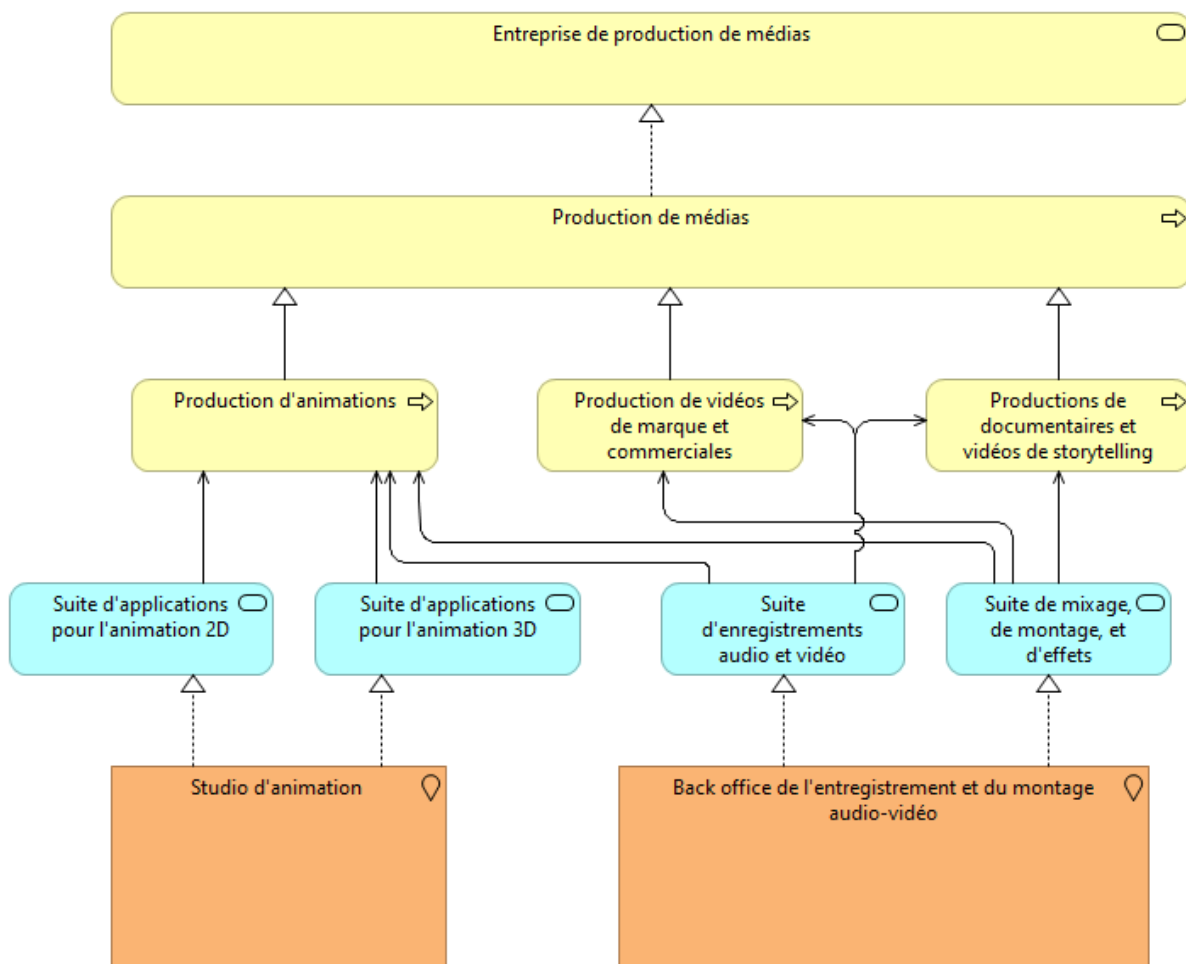 Entreprise de production de médias
Production de médias
Production d'animations
Production de vidéos
de marque et
commerciales
Productions de
documentaires et
vidéos de storytelling
Suite d'applications
pour l'animation 2D
Suite d'applications
pour l'animation 3D
Suite
d'enregistrements
audio et vidéo
Suite de mixage,
de montage, et
d'effets
Studio d'animation
Back office de l'entregistrement et du montage
audio-vidéo